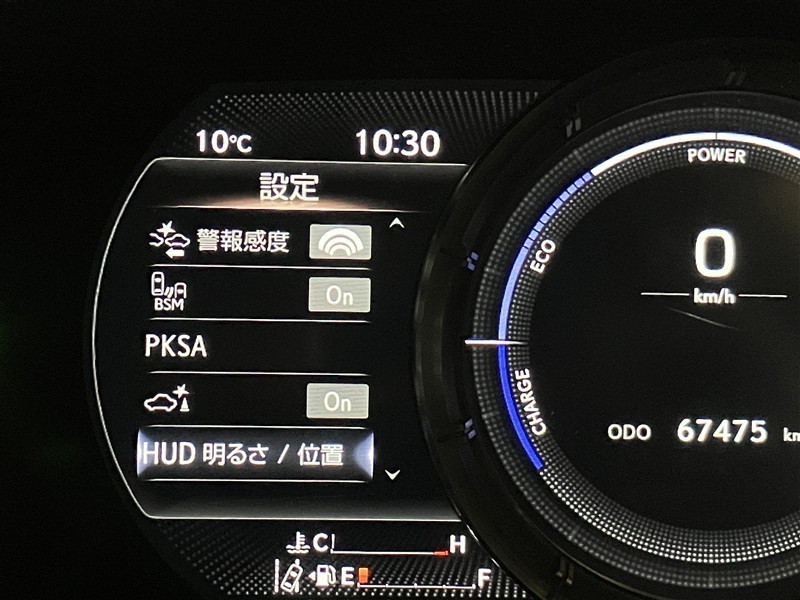 10℃ 10:30
設定
警報感度
BSM On
PKSA
On
HUD 明るさ / 位置
C H
E F
POWER
ECO
CHARGE
0
km/h
ODO 67475 km